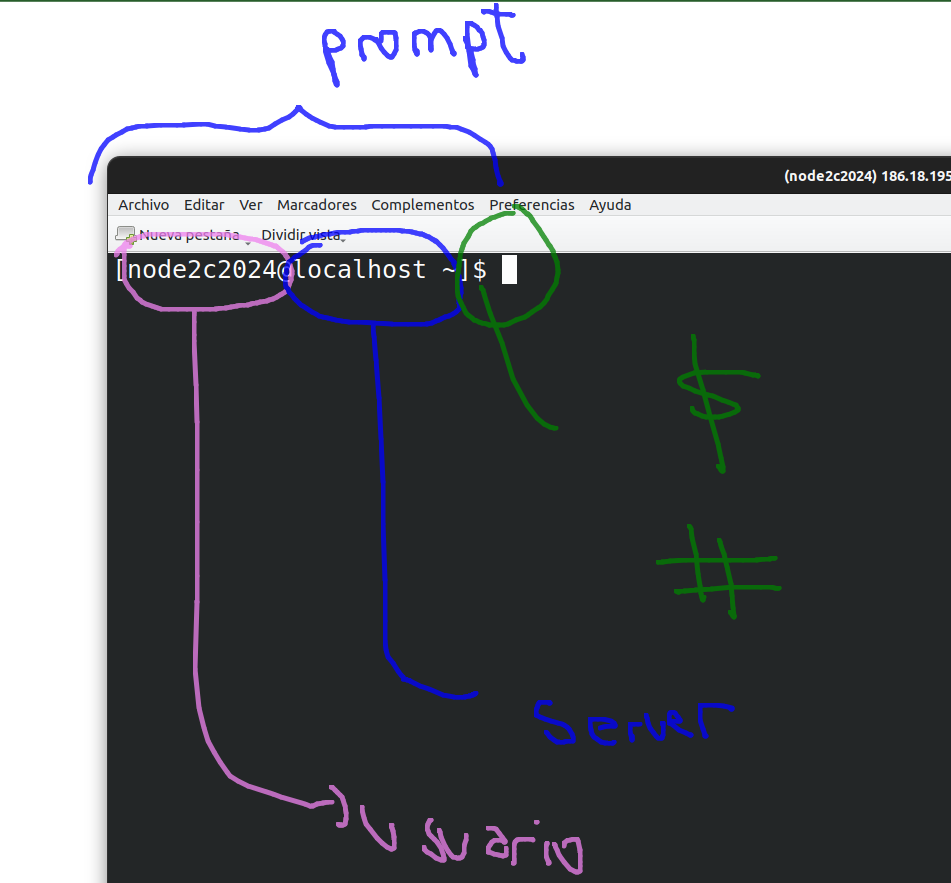 prompt
(node2c2024) 186.18.195
Archivo Editar Ver Marcadores Complementos Preferencias Ayuda
Nueva pestaña Dividir vista
[node2c2024@localhost ~]$
$
#
server
usuario